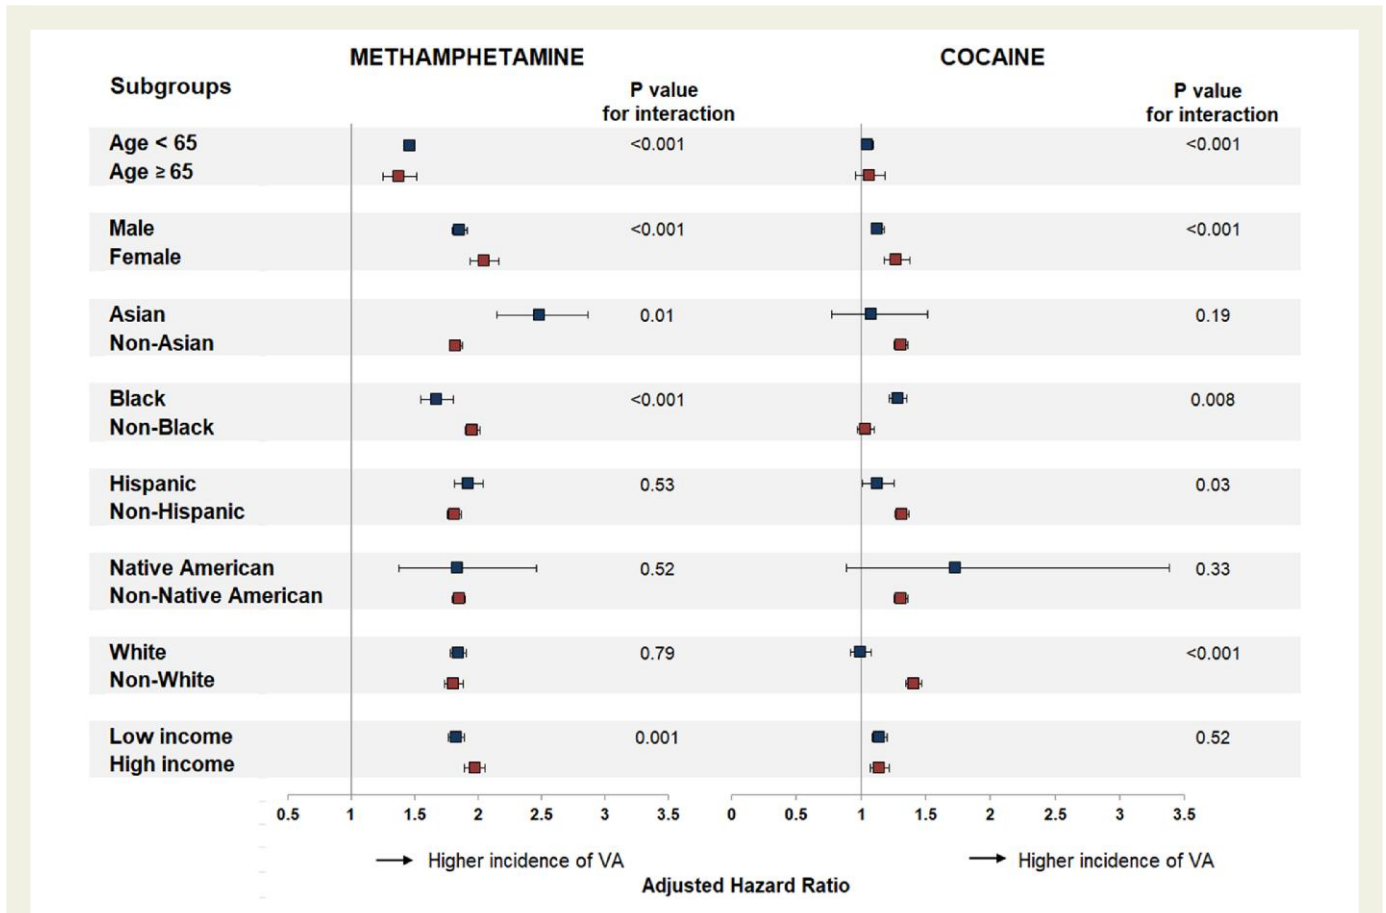 METHAMPHETAMINE COCAINE
Subgroups
P value
for interaction
P value
for interaction
Age < 65 <0.001 <0.001
Age ≥ 65
Male <0.001 <0.001
Female
Asian 0.01 0.19
Non-Asian
Black <0.001 0.008
Non-Black
Hispanic 0.53 0.03
Non-Hispanic
Native American 0.52 0.33
Non-Native American
White 0.79 <0.001
Non-White
Low income 0.001 0.52
High income
0.5 1 1.5 2 2.5 3 3.5 0 0.5 1 1.5 2 2.5 3 3.5
→ Higher incidence of VA → Higher incidence of VA
Adjusted Hazard Ratio